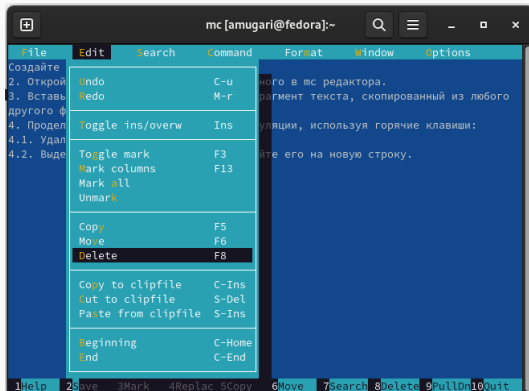 mc [amugari@fedora]:~
File Edit Search Command Format Window Options
Создайте
2. Открой ного в mc редактора.
3. Вставь рагмент текста, скопированный из любого
другого ф
4. Продел уляции, используя горячие клавиши:
4.1. Удал
4.2. Выде йте его на новую строку.
Undo C-u
Redo M-r
Toggle ins/overw Ins
Toggle mark F3
Mark columns F13
Mark all
Unmark
Copy F5
Move F6
Delete F8
Copy to clipfile C-Ins
Cut to clipfile S-Del
Paste from clipfile S-Ins
Beginning C-Home
End C-End
1Help 2Save 3Mark 4Replac 5Copy 6Move 7Search 8Delete 9PullDn 10Quit